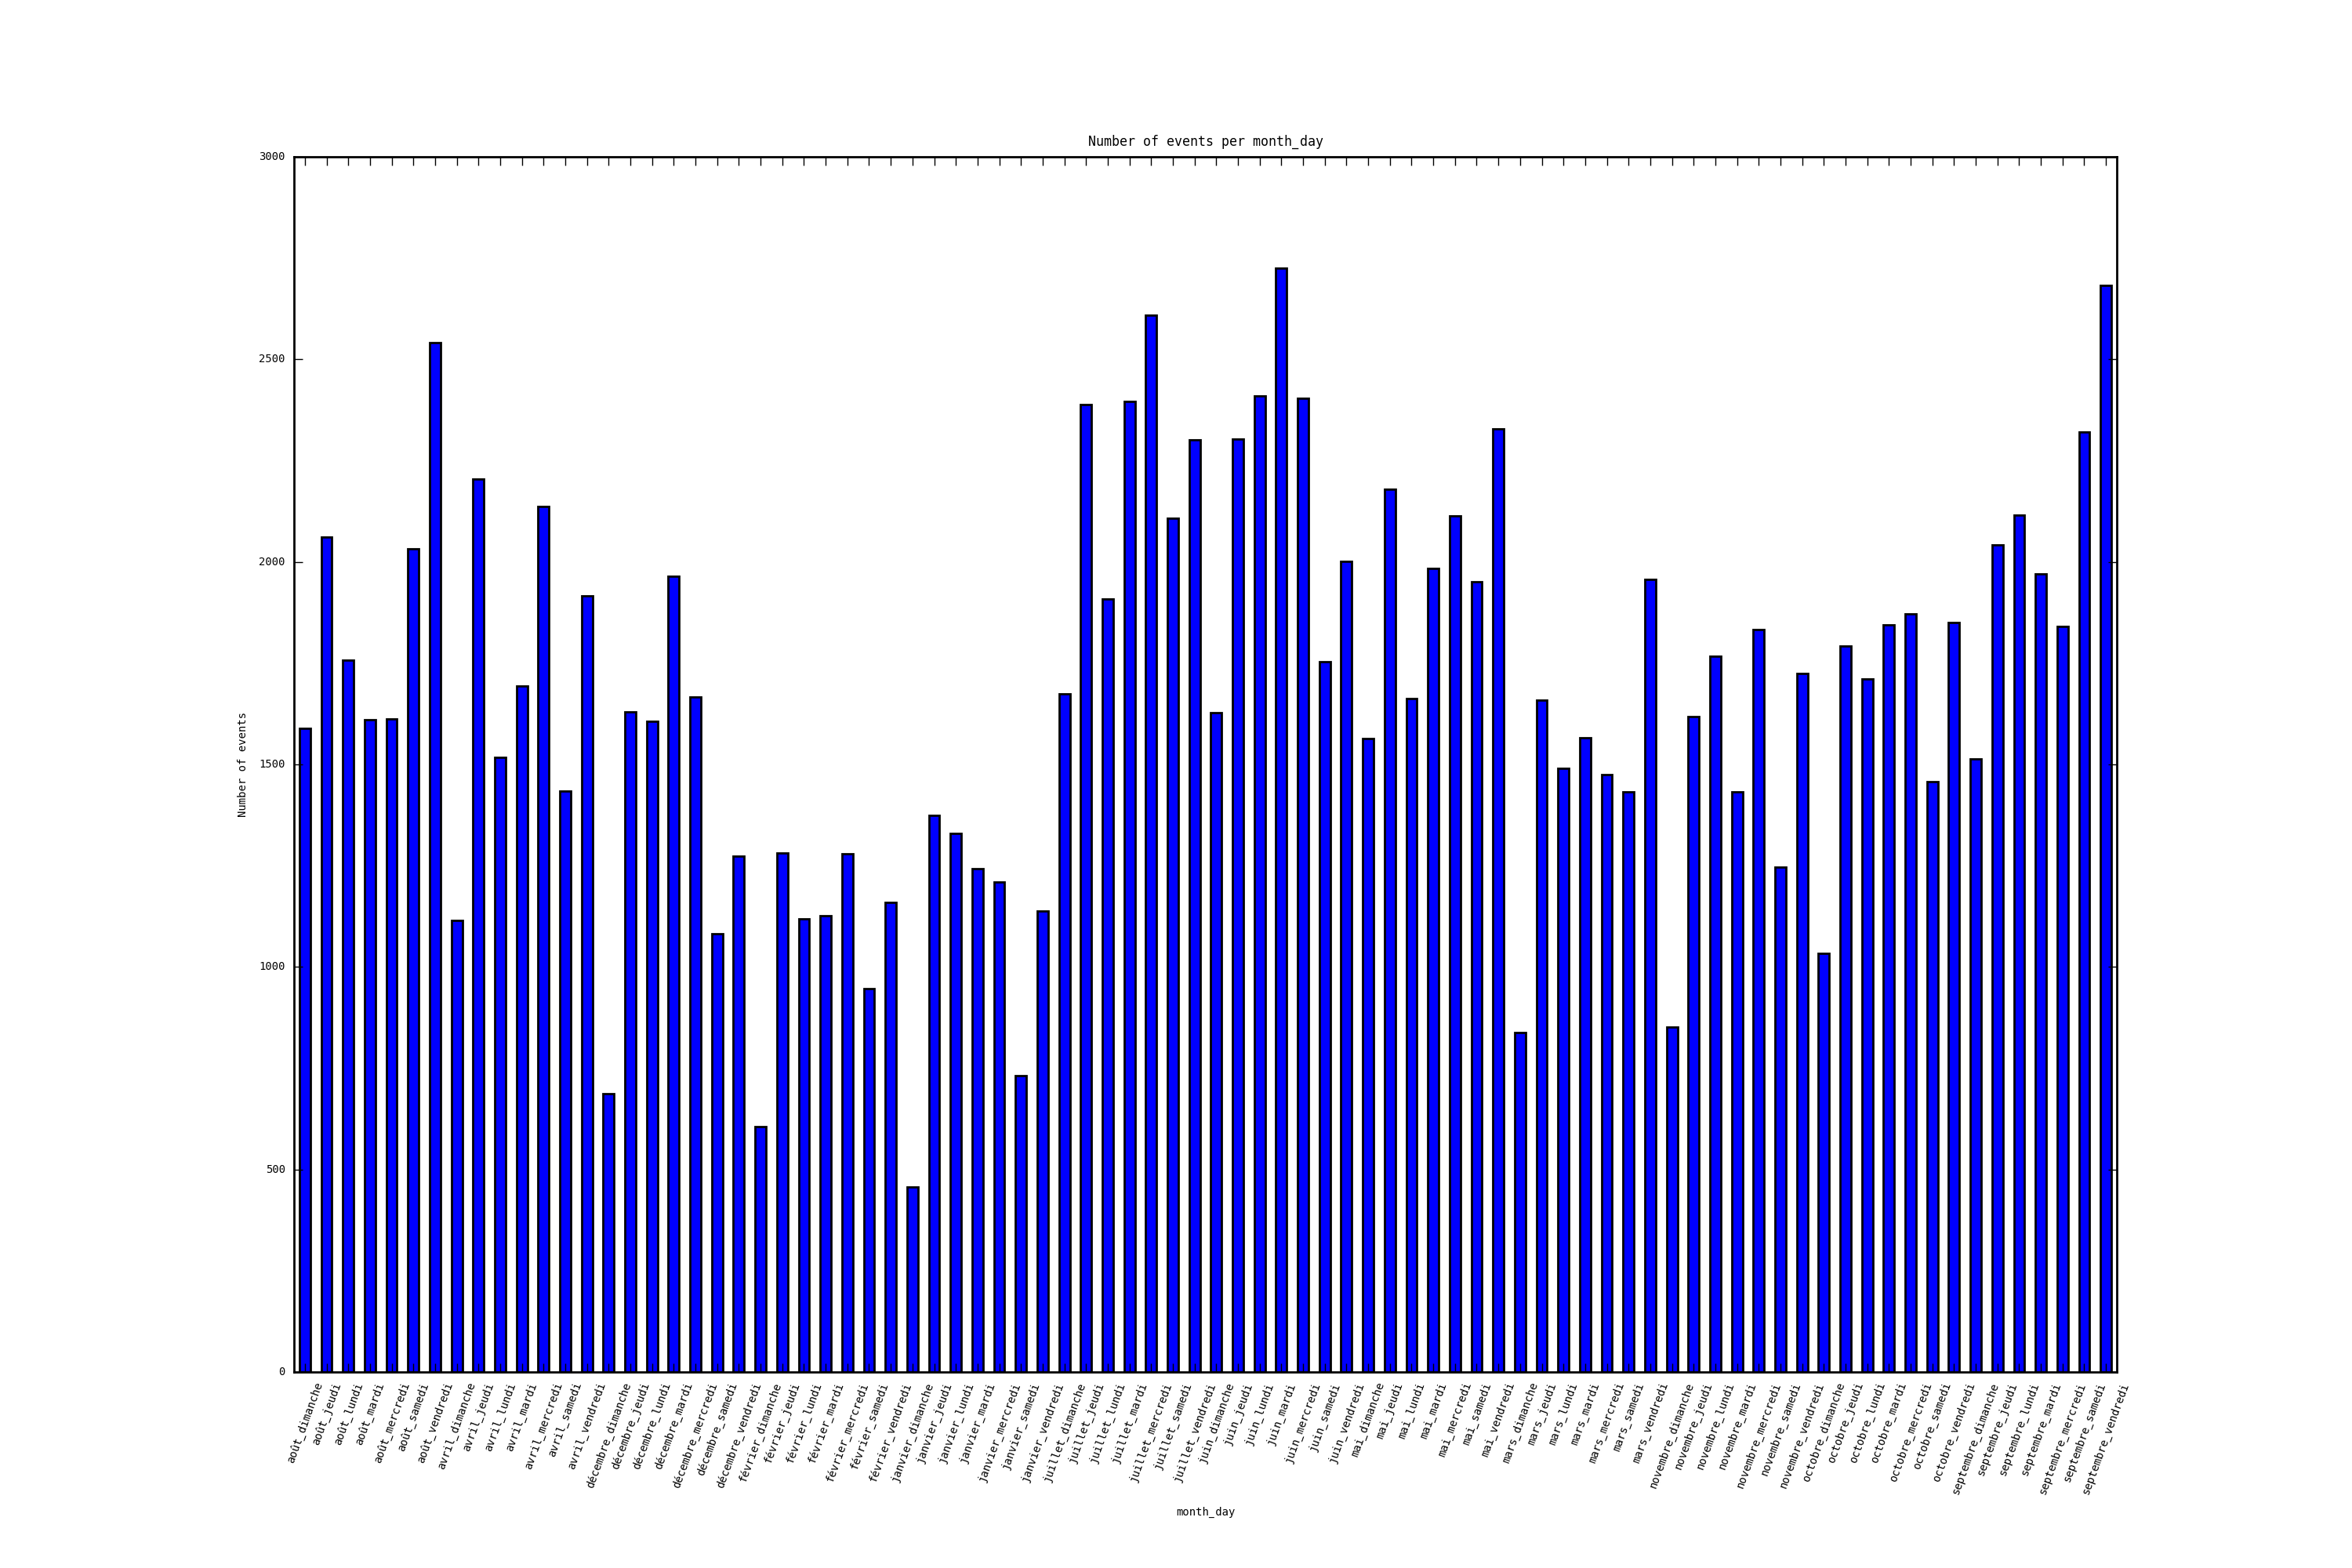 Number of events per month_day
3000
2500
2000
1500
1000
500
0
Number of events
août_dimanche
août_jeudi
août_lundi
août_mardi
août_mercredi
août_samedi
août_vendredi
avril_dimanche
avril_jeudi
avril_lundi
avril_mardi
avril_mercredi
avril_samedi
avril_vendredi
décembre_dimanche
décembre_jeudi
décembre_lundi
décembre_mardi
décembre_mercredi
décembre_samedi
décembre_vendredi
février_dimanche
février_jeudi
février_lundi
février_mardi
février_mercredi
février_samedi
février_vendredi
janvier_dimanche
janvier_jeudi
janvier_lundi
janvier_mardi
janvier_mercredi
janvier_samedi
janvier_vendredi
juillet_dimanche
juillet_jeudi
juillet_lundi
juillet_mardi
juillet_mercredi
juillet_samedi
juillet_vendredi
juin_dimanche
juin_jeudi
juin_lundi
juin_mardi
juin_mercredi
juin_samedi
juin_vendredi
mai_dimanche
mai_jeudi
mai_lundi
mai_mardi
mai_mercredi
mai_samedi
mai_vendredi
mars_dimanche
mars_jeudi
mars_lundi
mars_mardi
mars_mercredi
mars_samedi
mars_vendredi
novembre_dimanche
novembre_jeudi
novembre_lundi
novembre_mardi
novembre_mercredi
novembre_samedi
novembre_vendredi
octobre_dimanche
octobre_jeudi
octobre_lundi
octobre_mardi
octobre_mercredi
octobre_samedi
octobre_vendredi
septembre_dimanche
septembre_jeudi
septembre_lundi
septembre_mardi
septembre_mercredi
septembre_samedi
septembre_vendredi
month_day